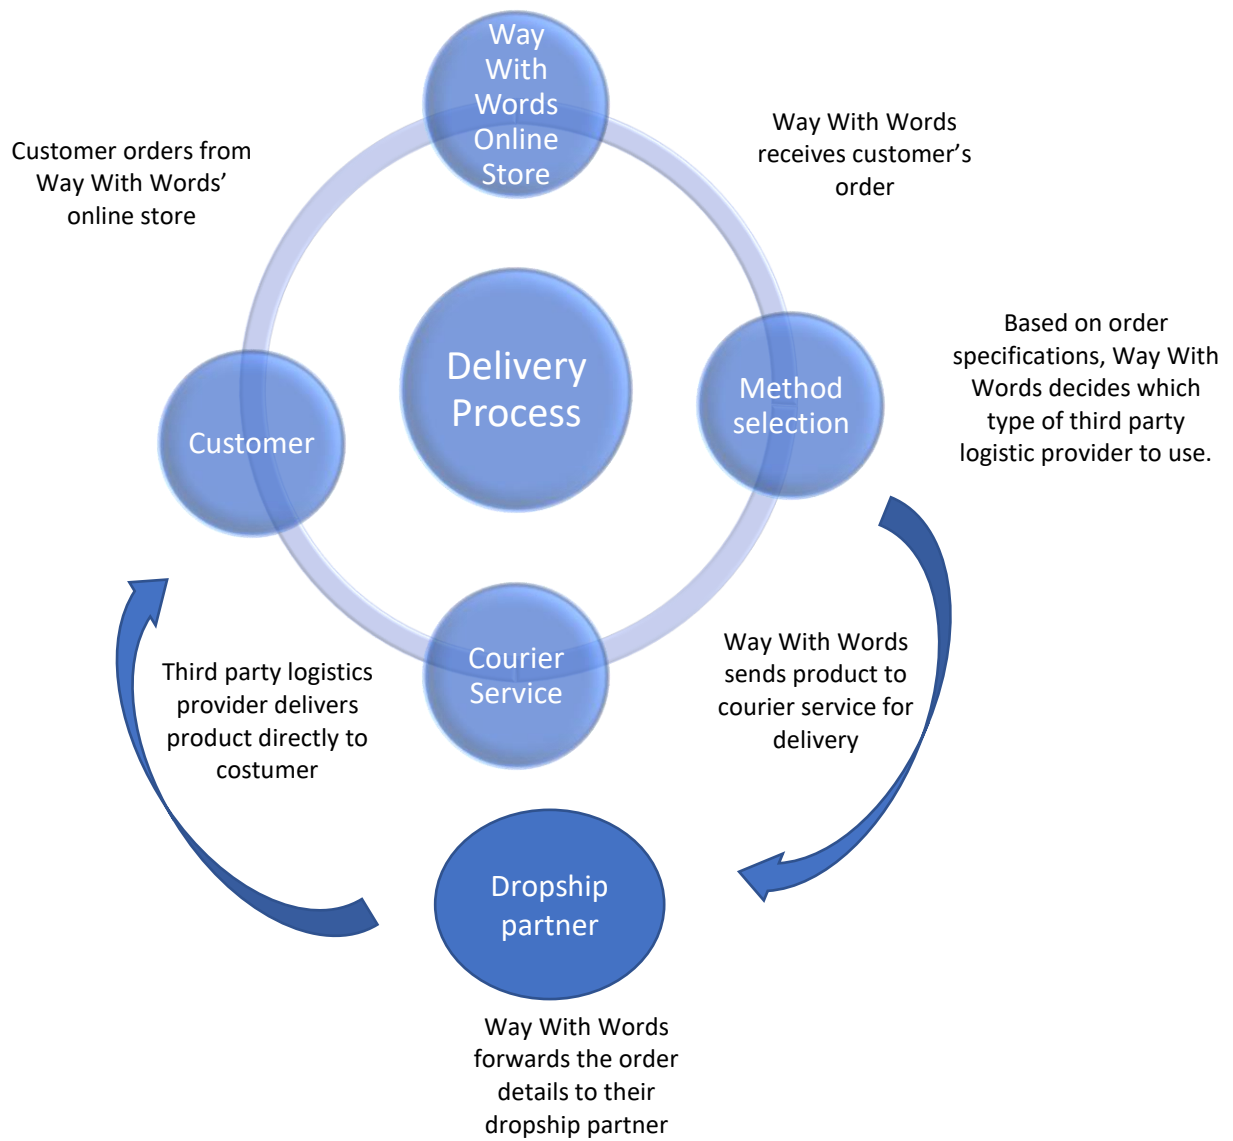 Way
With
Words
Online
Store
Customer orders from
Way With Words’
online store
Way With Words
receives customer’s
order
Delivery
Process
Customer
Method
selection
Based on order
specifications, Way With
Words decides which
type of third party
logistic provider to use.
Courier
Service
Way With Words
sends product to
courier service for
delivery
Third party logistics
provider delivers
product directly to
costumer
Dropship
partner
Way With Words
forwards the order
details to their
dropship partner